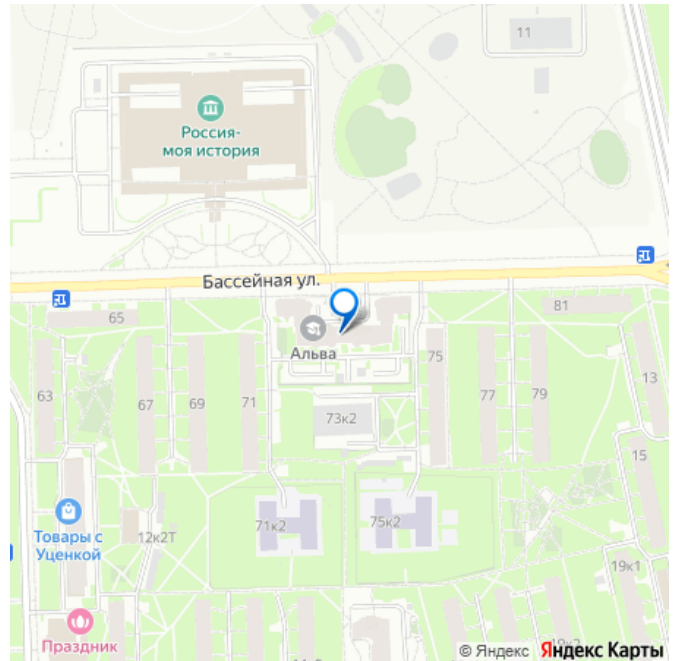 11
Россия-
моя история
Бассейная ул.
65
81
Альва
63
67
69
71
73к2
75
77
79
13
15
Товары с
Уценкой
12к2Т
71к2
75к2
19к1
Праздник
© Яндекс Яндекс Карты